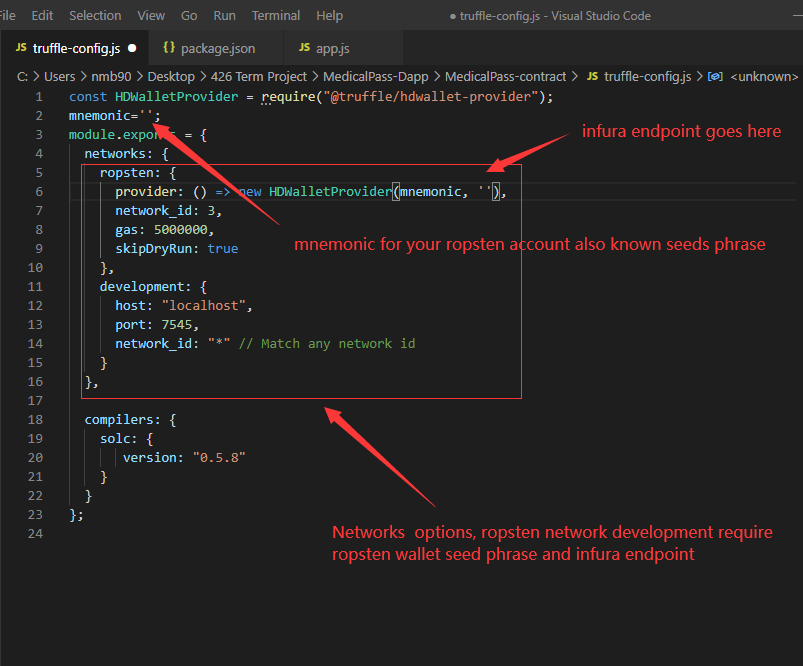 File Edit Selection View Go Run Terminal Help ● truffle-config.js - Visual Studio Code
JS truffle-config.js ● {} package.json JS app.js
C: > Users > nmb90 > Desktop > 426 Term Project > MedicalPass-Dapp > MedicalPass-contract > JS truffle-config.js > <unknown>
1 const HDWalletProvider = require("@truffle/hdwallet-provider");
2 mnemonic='';
3 module.exports = {
infura endpoint goes here
4 networks: {
5 ropsten: {
6 provider: () => new HDWalletProvider(mnemonic, ''),
7 network_id: 3,
8 gas: 5000000,
mnemonic for your ropsten account also known seeds phrase
9 skipDryRun: true
10 },
11 development: {
12 host: "localhost",
13 port: 7545,
14 network_id: "*" // Match any network id
15 }
16 },
17
18 compilers: {
19 solc: {
20 version: "0.5.8"
21 }
22 }
23 };
24
Networks options, ropsten network development require
ropsten wallet seed phrase and infura endpoint